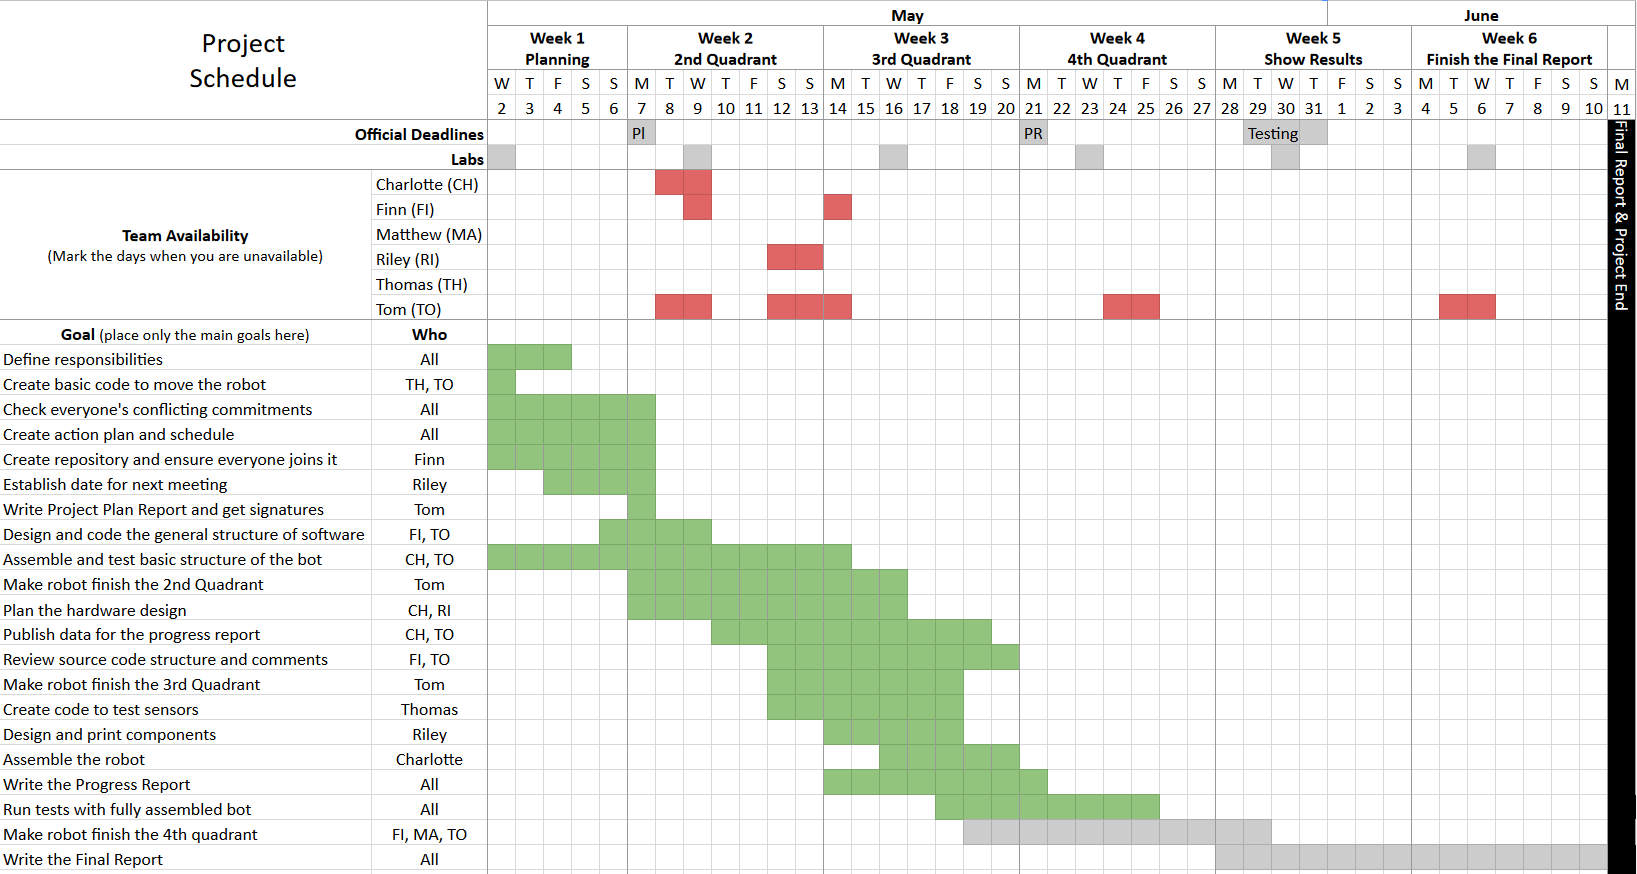 Project
Schedule
May June
Week 1 Week 2 Week 3 Week 4 Week 5 Week 6
Planning 2nd Quadrant 3rd Quadrant 4th Quadrant Show Results Finish the Final Report
W T F S S M T W T F S S M T W T F S S M T W T F S S M T W T F S S M T W T F S S M
2 3 4 5 6 7 8 9 10 11 12 13 14 15 16 17 18 19 20 21 22 23 24 25 26 27 28 29 30 31 1 2 3 4 5 6 7 8 9 10 11
Official Deadlines Pl PR Testing
Final Report & Project End
Labs
Team Availability
(Mark the days when you are unavailable)
Charlotte (CH)
Finn (FI)
Matthew (MA)
Riley (RI)
Thomas (TH)
Tom (TO)
Goal (place only the main goals here) Who
Define responsibilities All
Create basic code to move the robot TH, TO
Check everyone's conflicting commitments All
Create action plan and schedule All
Create repository and ensure everyone joins it Finn
Establish date for next meeting Riley
Write Project Plan Report and get signatures Tom
Design and code the general structure of software FI, TO
Assemble and test basic structure of the bot CH, TO
Make robot finish the 2nd Quadrant Tom
Plan the hardware design CH, RI
Publish data for the progress report CH, TO
Review source code structure and comments FI, TO
Make robot finish the 3rd Quadrant Tom
Create code to test sensors Thomas
Design and print components Riley
Assemble the robot Charlotte
Write the Progress Report All
Run tests with fully assembled bot All
Make robot finish the 4th quadrant FI, MA, TO
Write the Final Report All